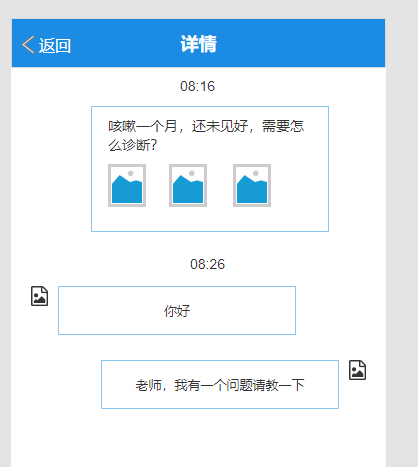 返回
详情
08:16
咳嗽一个月，还未见好，需要怎
么诊断？
08:26
你好
老师，我有一个问题请教一下